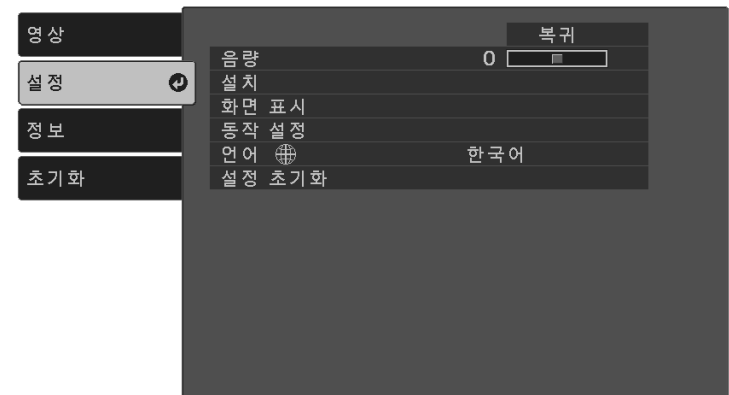 영상
설정
정보
초기화
복귀
음량 0
설치
화면 표시
동작 설정
언어 한국어
설정 초기화